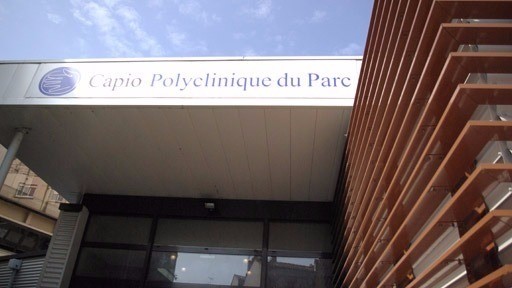 Capio Polyclinique du Parc